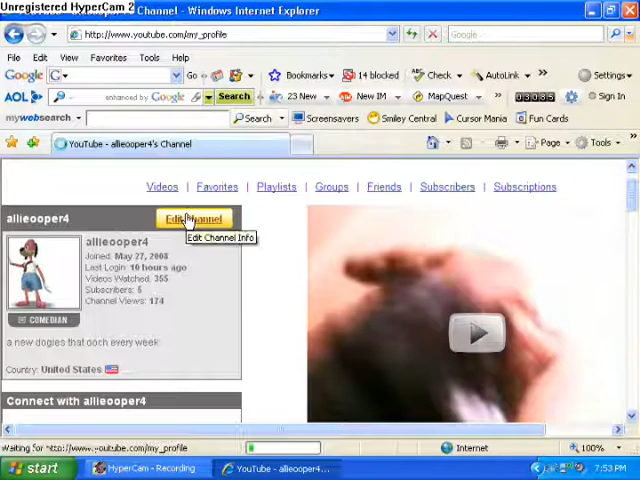 Unregistered HyperCam 2
Channel - Windows Internet Explorer
http://www.youtube.com/my_profile
Google
File Edit View Favorites Tools Help
Google G Go Bookmarks 14 blocked Check AutoLink Settings
AOL enhanced by Google Search 23 New New IM MapQuest 03085 Sign In
mywebsearch Search Screensavers Smiley Central Cursor Mania Fun Cards
YouTube - allieooper4's Channel Page Tools
Videos | Favorites | Playlists | Groups | Friends | Subscribers | Subscriptions
allieooper4 Edit Channel
Edit Channel Info
allieooper4
Joined: May 27, 2008
Last Login: 10 hours ago
Videos Watched: 355
Subscribers: 5
Channel Views: 174
COMEDIAN
a new dogies that ooch every week
Country: United States
Connect with allieooper4
Waiting for http://www.youtube.com/my_profile Internet 100%
start HyperCam - Recording YouTube - allieooper4... 7:53 PM